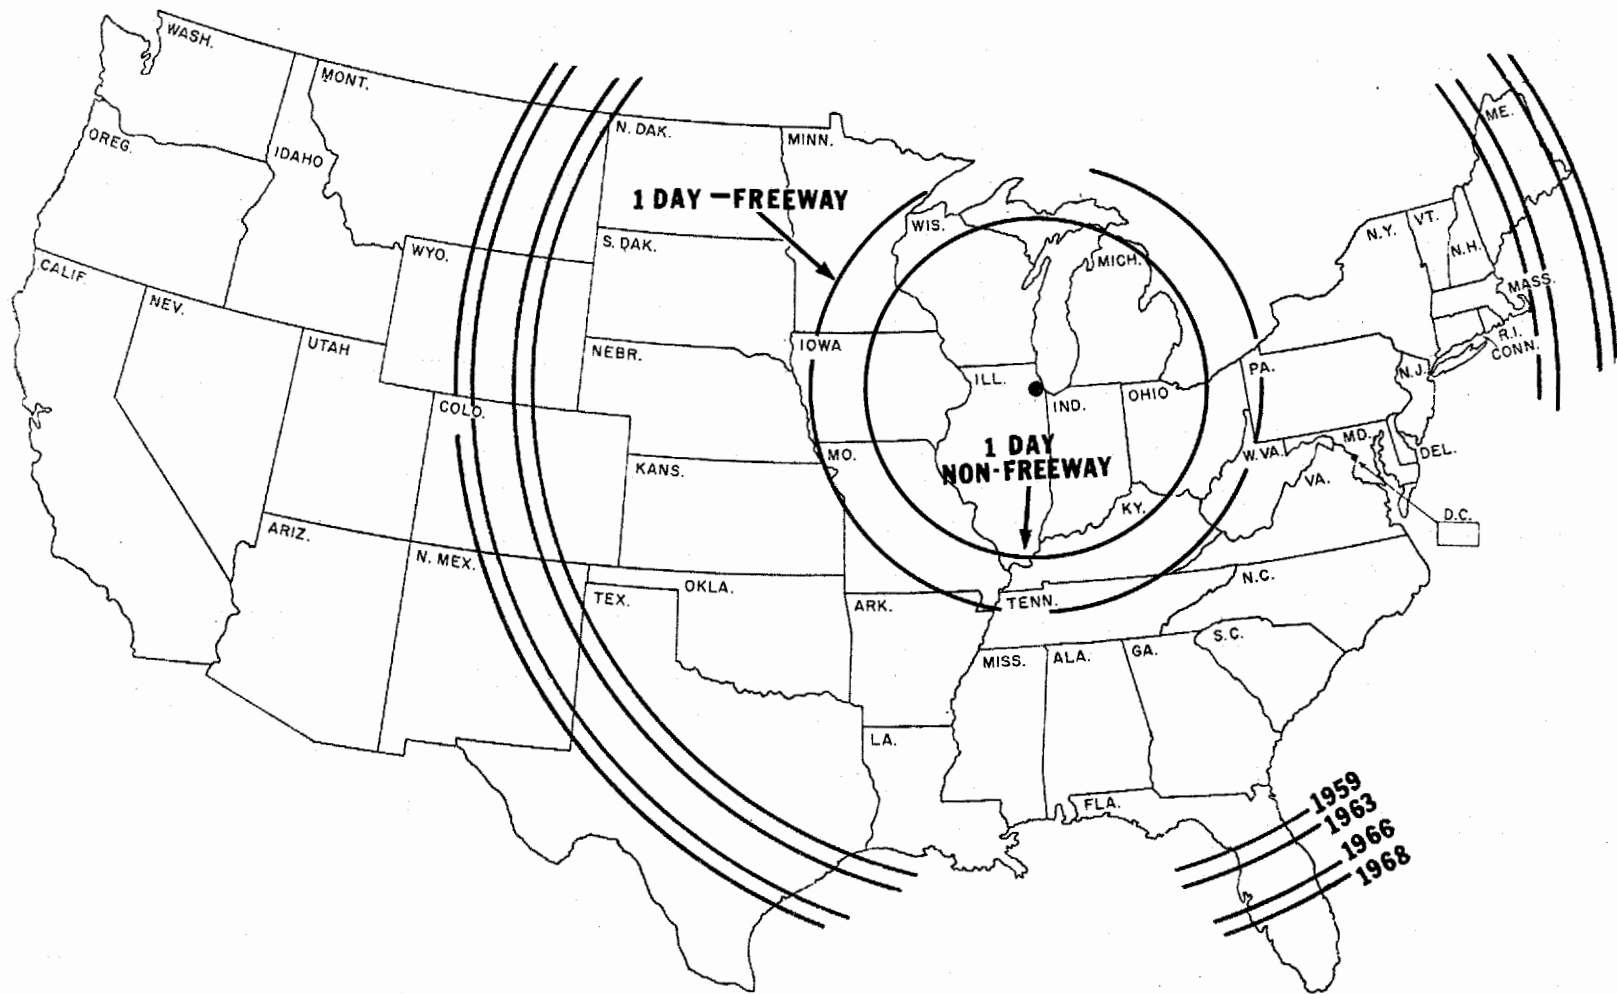 WASH.
MONT.
OREG.
IDAHO
N. DAK.
MINN.
ME.
1 DAY — FREEWAY
WIS.
N.Y.
VT.
N.H.
WYO.
S. DAK.
MICH.
CALIF.
NEV.
MASS.
UTAH
NEBR.
IOWA
R.I.
CONN.
PA.
N.J.
ILL.
IND.
OHIO
COLO.
1 DAY
NON-FREEWAY
MO.
KANS.
W.VA.
MD.
DEL.
VA.
KY.
D.C.
ARIZ.
N. MEX.
OKLA.
TEX.
ARK.
TENN.
N.C.
MISS.
ALA.
GA.
S.C.
LA.
FLA.
1959
1963
1966
1968